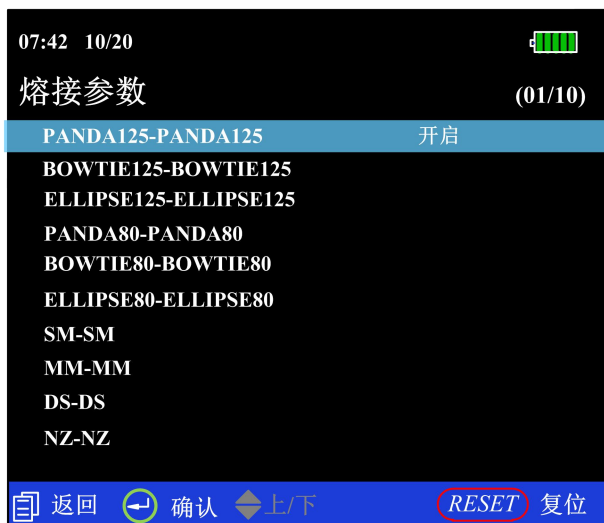 07:42 10/20
熔接参数 (01/10)
PANDA125-PANDA125 开启
BOWTIE125-BOWTIE125
ELLIPSE125-ELLIPSE125
PANDA80-PANDA80
BOWTIE80-BOWTIE80
ELLIPSE80-ELLIPSE80
SM-SM
MM-MM
DS-DS
NZ-NZ
返回 确认 上/下 RESET 复位